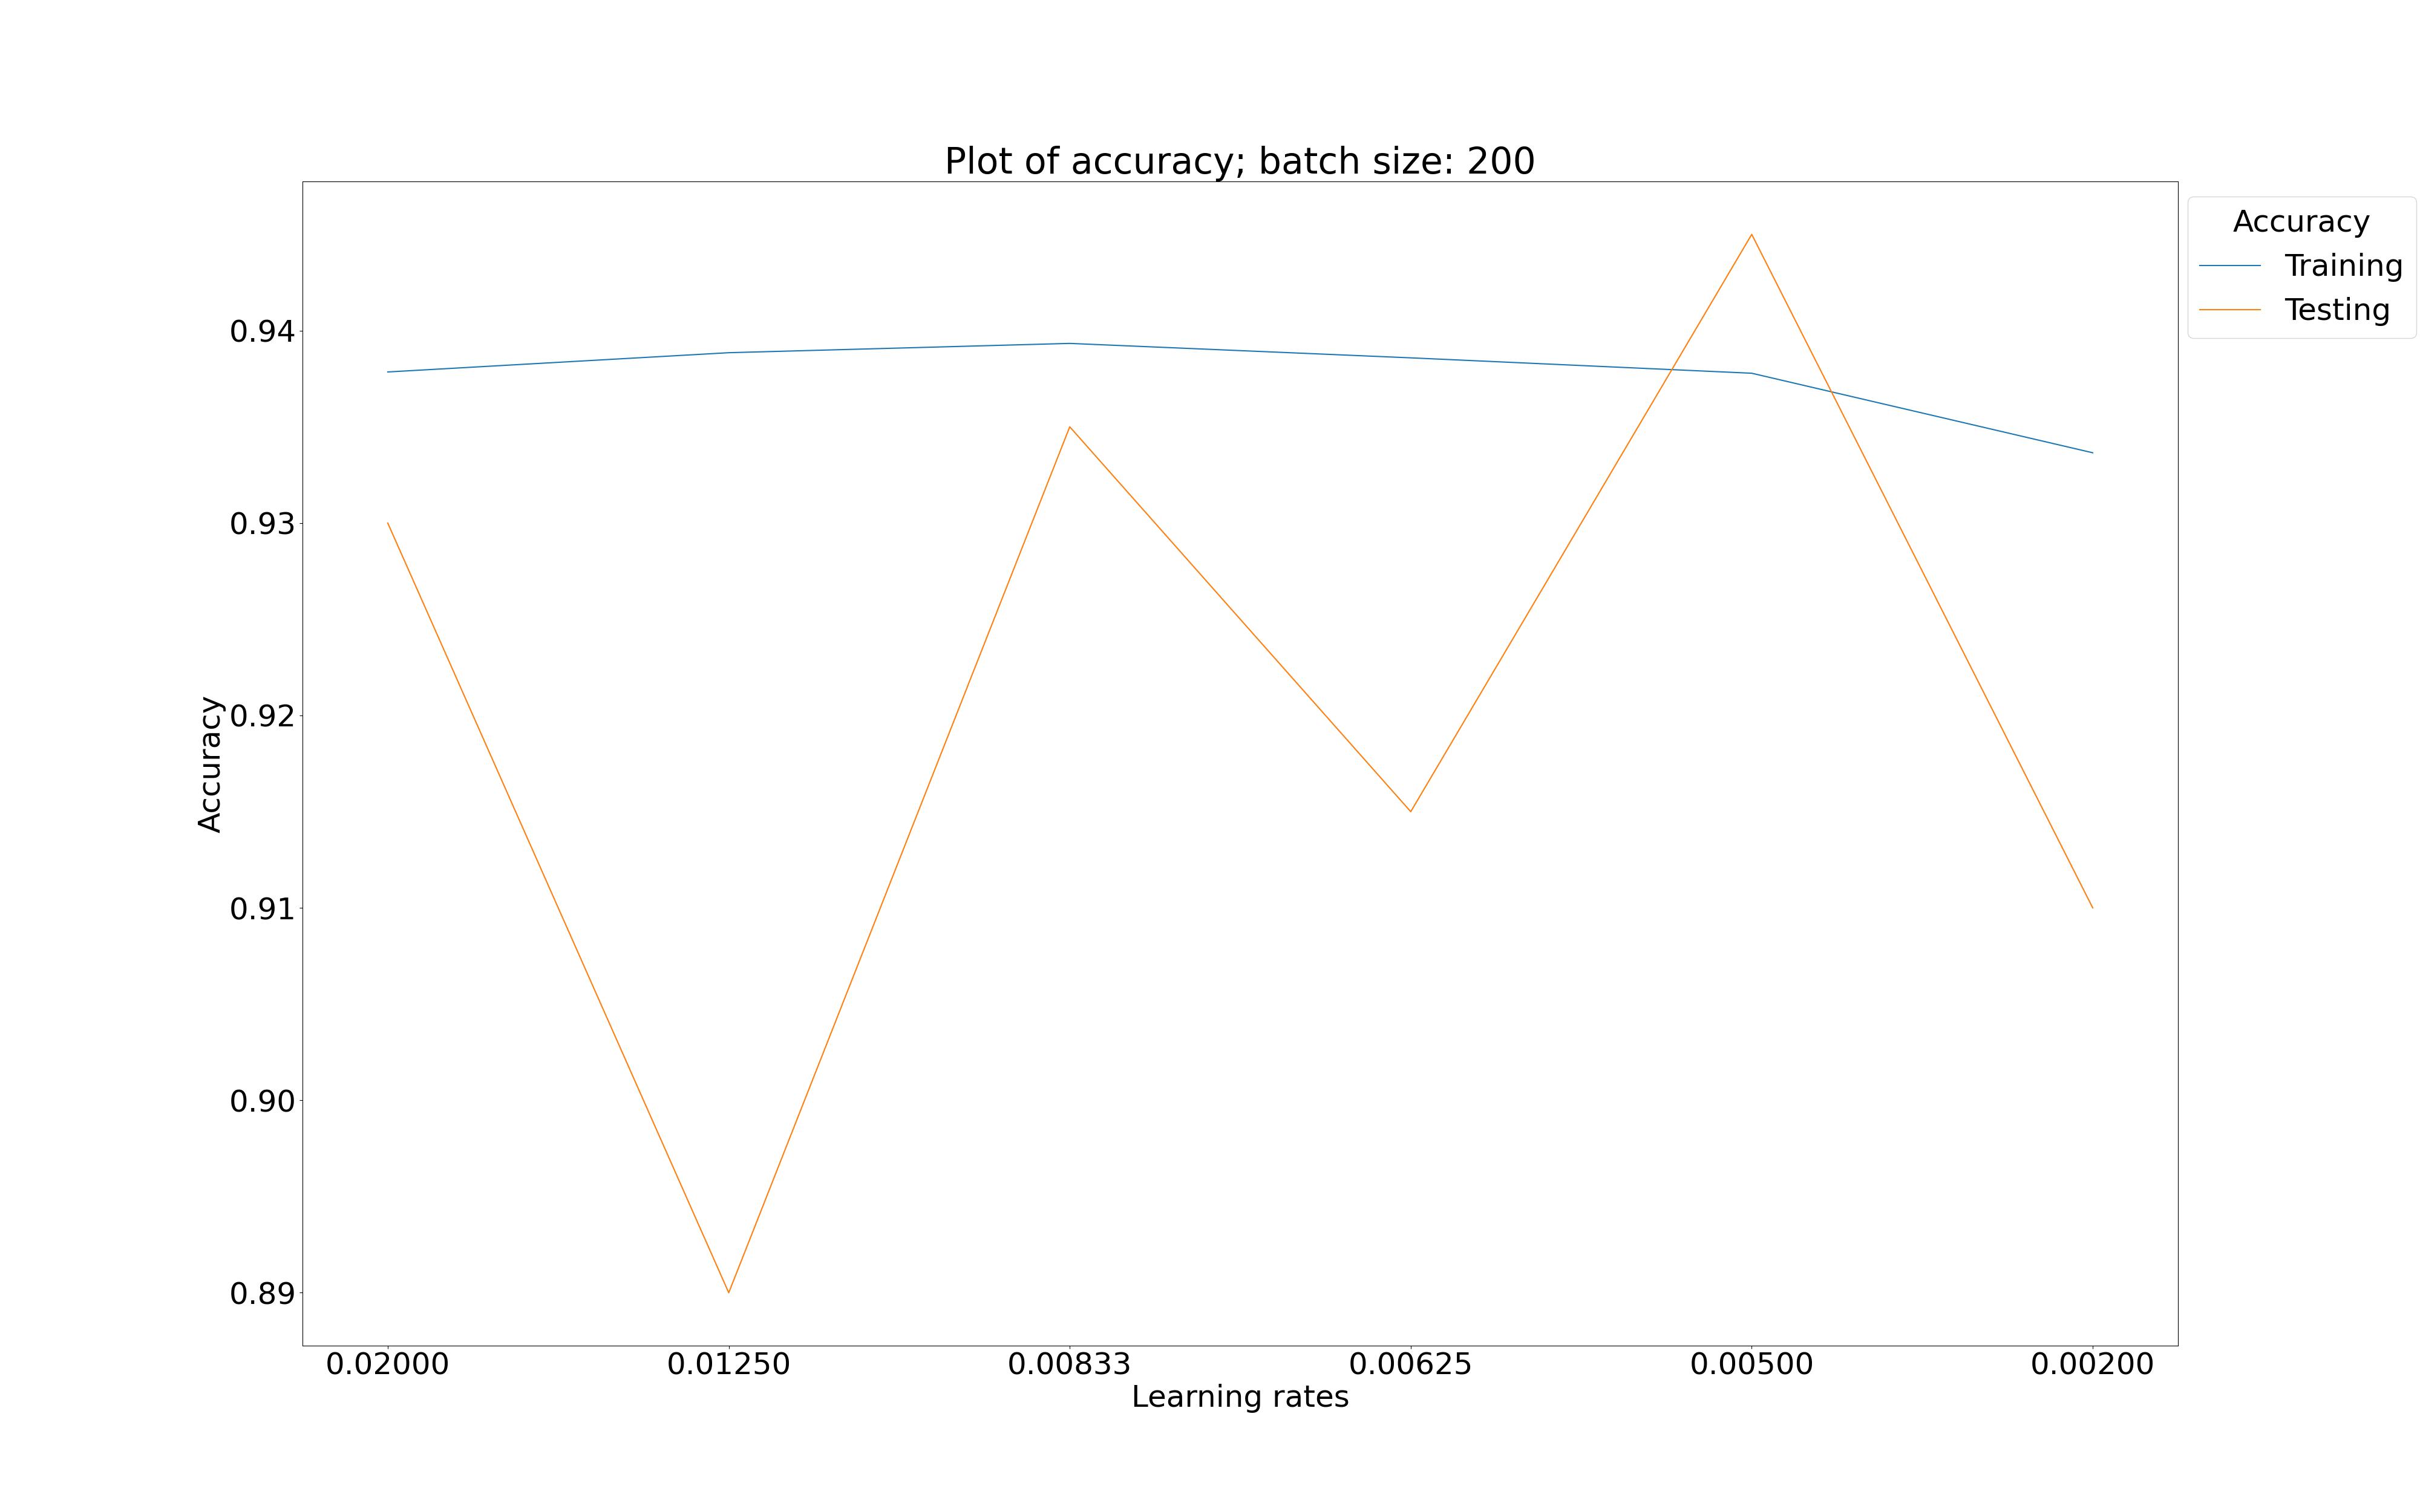 Plot of accuracy; batch size: 200
Accuracy
Training
Testing
0.94
0.93
0.92
0.91
0.90
0.89
Accuracy
0.02000 0.01250 0.00833 0.00625 0.00500 0.00200
Learning rates